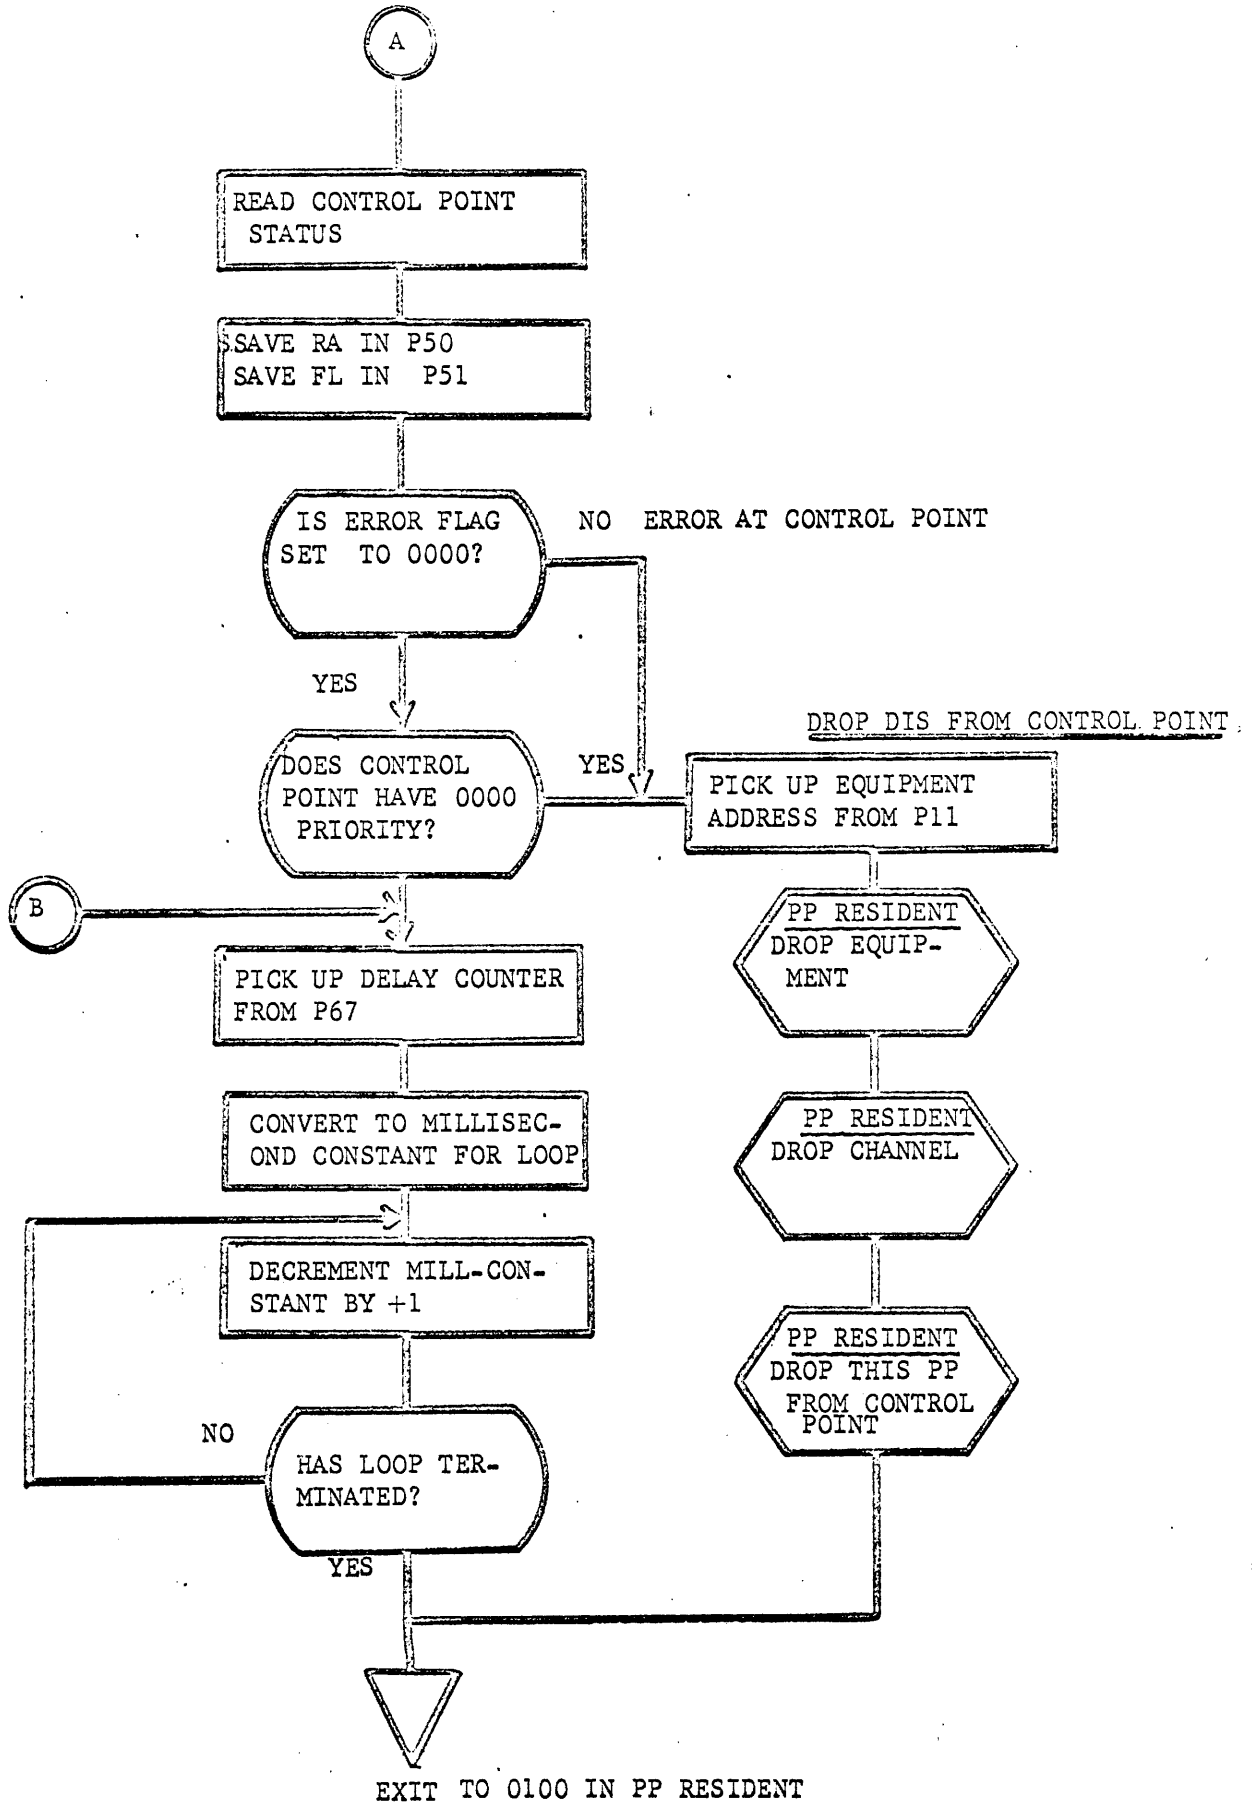 A
READ CONTROL POINT
STATUS
SSAVE RA IN P50
SAVE FL IN P51
IS ERROR FLAG
SET TO 0000?
NO ERROR AT CONTROL POINT
YES
DOES CONTROL
POINT HAVE 0000
PRIORITY?
YES
DROP DIS FROM CONTROL POINT
PICK UP EQUIPMENT
ADDRESS FROM P11
B
PICK UP DELAY COUNTER
FROM P67
PP RESIDENT
DROP EQUIP-
MENT
CONVERT TO MILLISEC-
OND CONSTANT FOR LOOP
PP RESIDENT
DROP CHANNEL
DECREMENT MILL-CON-
STANT BY +1
PP RESIDENT
DROP THIS PP
FROM CONTROL
POINT
NO
HAS LOOP TER-
MINATED?
YES
EXIT TO 0100 IN PP RESIDENT